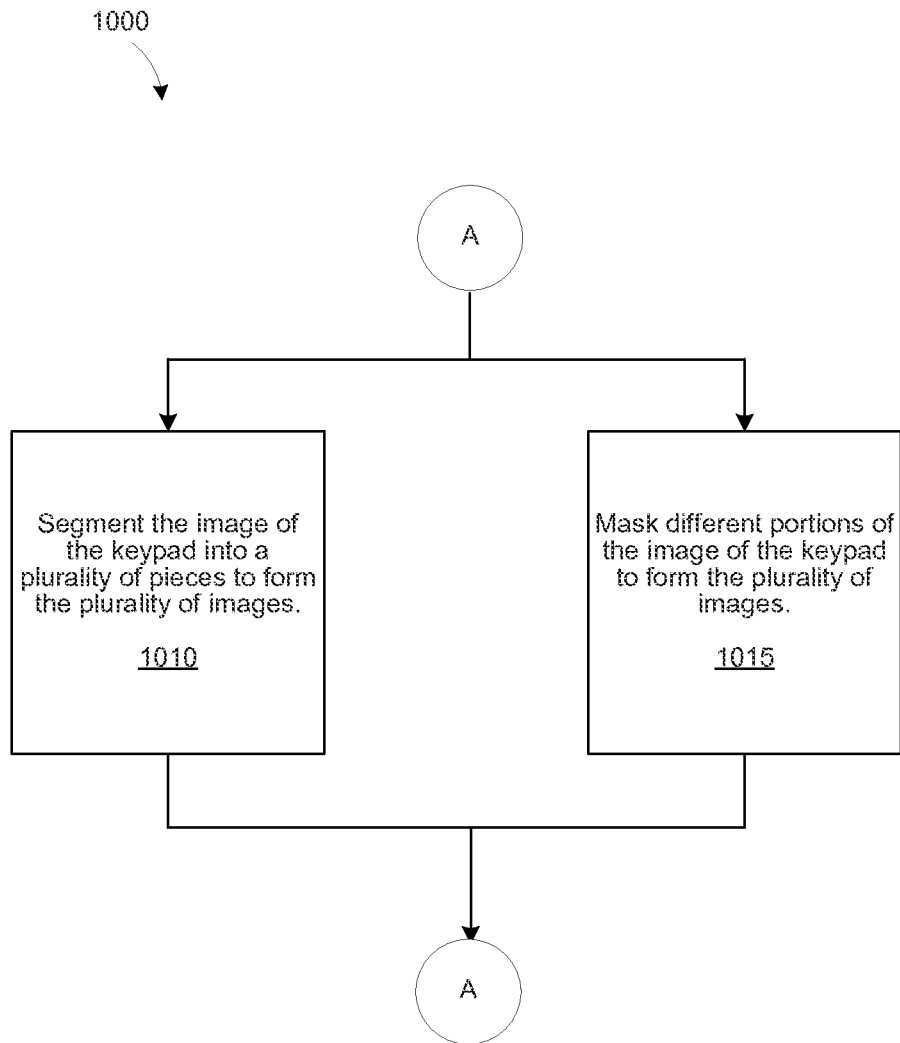 1000
A
Segment the image of
the keypad into a
plurality of pieces to form
the plurality of images.
1010
Mask different portions of
the image of the keypad
to form the plurality of
images.
1015
A